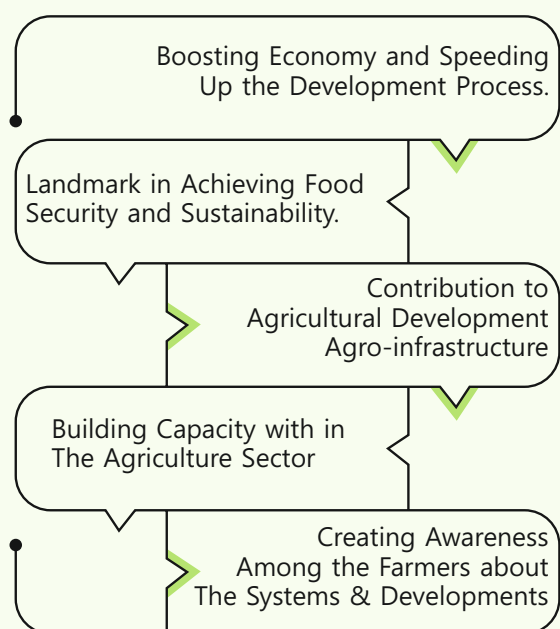 Boosting Economy and Speeding
Up the Development Process.
Landmark in Achieving Food
Security and Sustainability.
Contribution to
Agricultural Development
Agro-infrastructure
Building Capacity with in
The Agriculture Sector
Creating Awareness
Among the Farmers about
The Systems & Developments